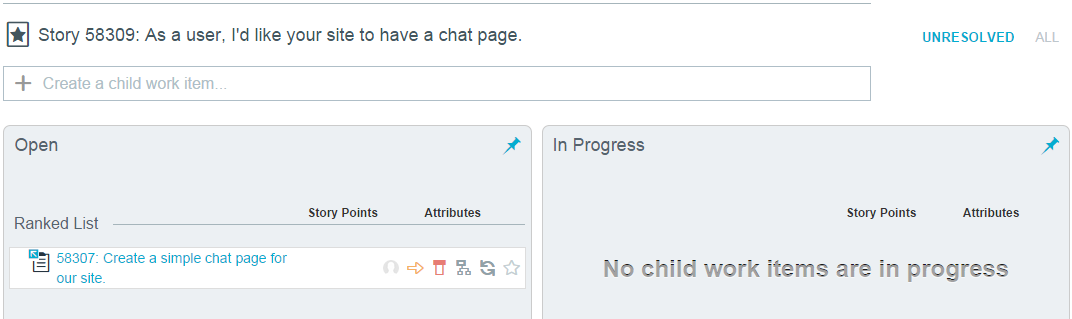 Story 58309: As a user, I'd like your site to have a chat page.
UNRESOLVED ALL
Create a child work item...
Open
Story Points Attributes
Ranked List
58307: Create a simple chat page for
our site.
In Progress
Story Points Attributes
No child work items are in progress